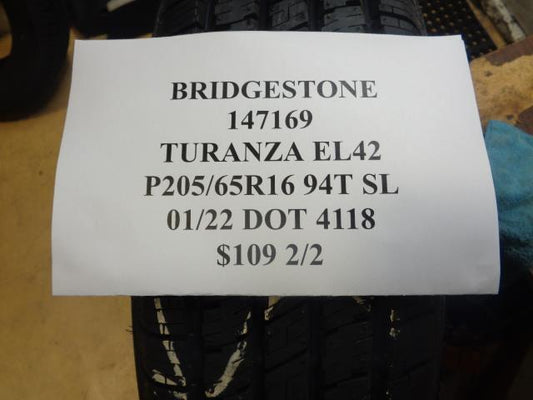 BRIDGESTONE
147169
TURANZA EL42
P205/65R16 94T SL
01/22 DOT 4118
$109 2/2